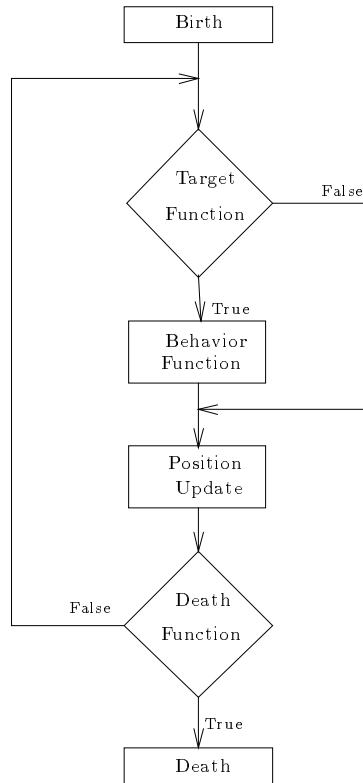 Birth
Target
Function
False
True
Behavior
Function
Position
Update
False
Death
Function
True
Death